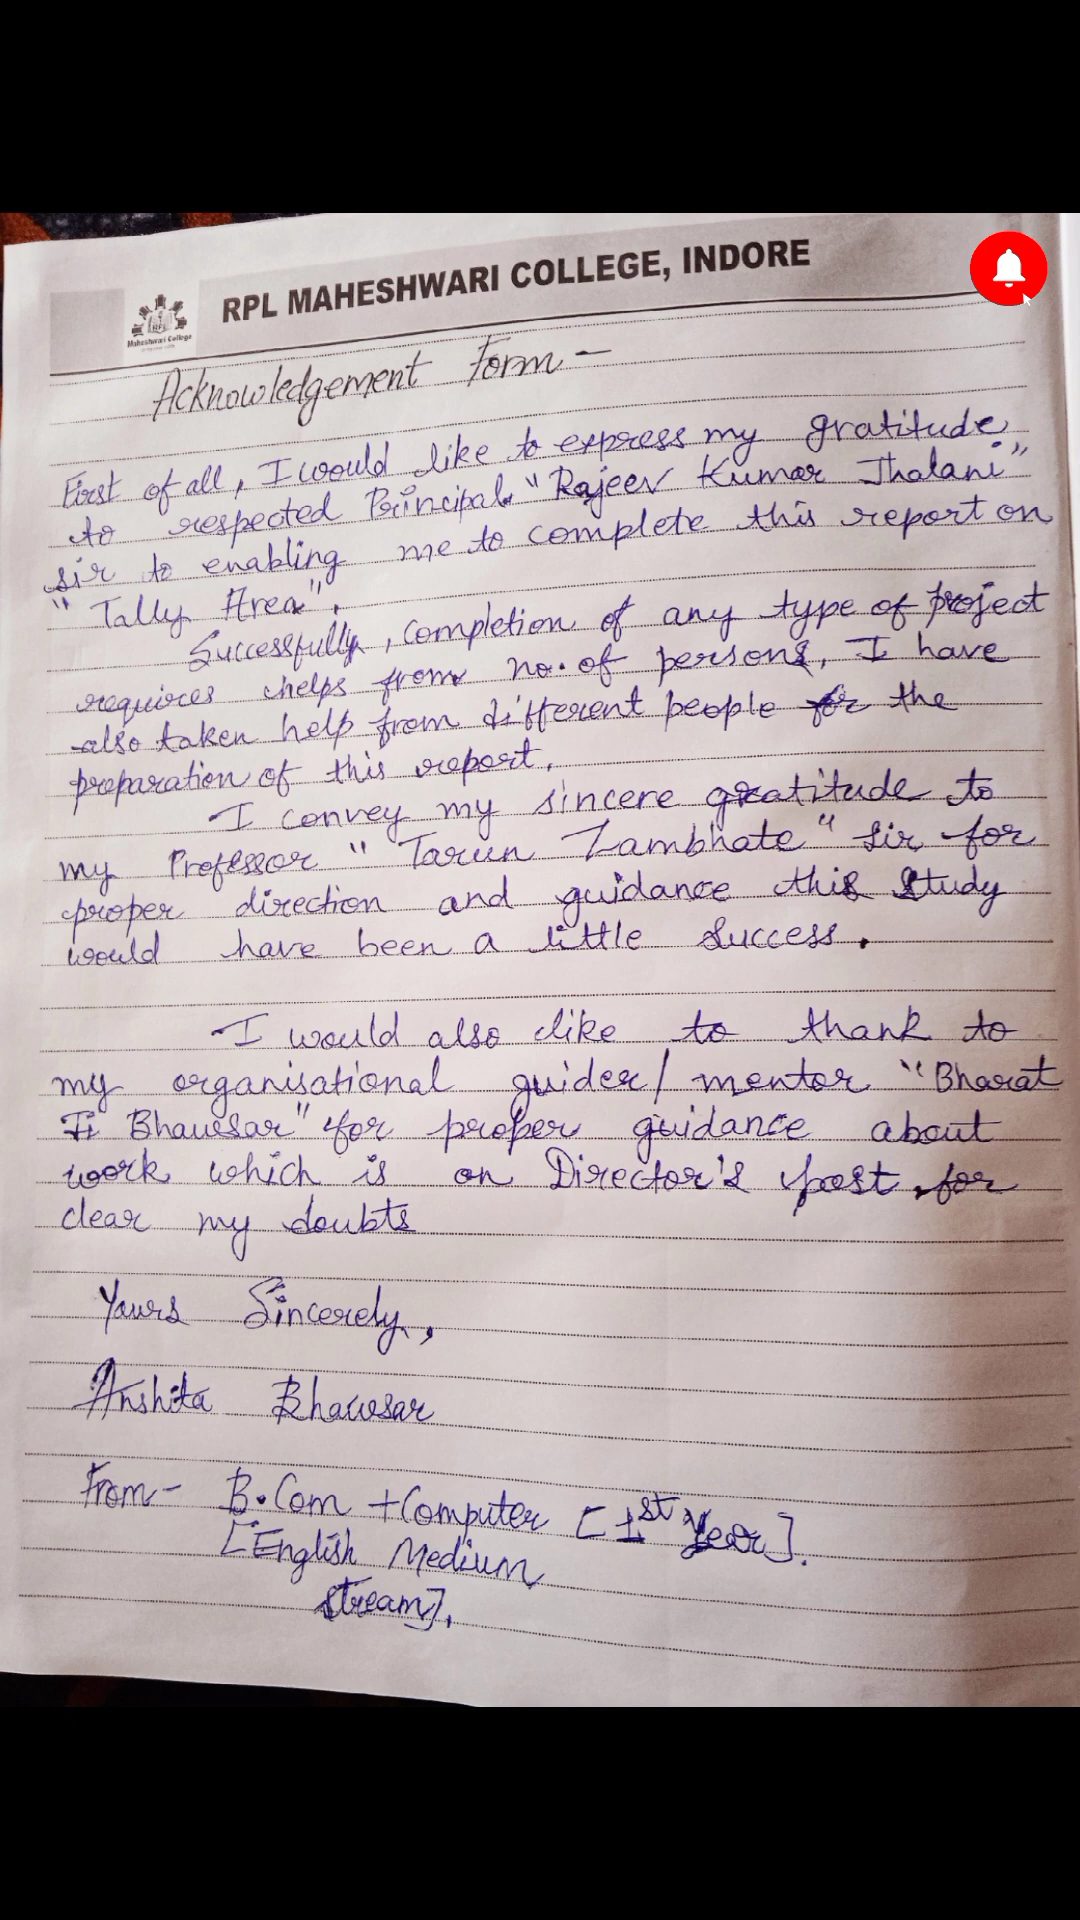 RPL MAHESHWARI COLLEGE, INDORE
RPL
Maheshwari College
Acknowledgement Form -
First of all, I would like to express my gratitude
to respected Principal. "Rajeev Kumar Jhalani"
sir to enabling me to complete this report on
"Tally Area".
Successfully, completion of any type of project
requires helps from no. of persons, I have
also taken help from different people for the
preparation of this report.
I convey my sincere gratitude to
my Professor "Tarun Zambhate" sir for
proper direction and guidance this study
would have been a little success.
I would also like to thank to
my organisational guider/mentor "Bharat
Ji Bhawsar" for proper guidance about
work which is on Director's post, for
clear my doubts
Yours Sincerely,
Anshita Bhawsar
From - B.Com + Computer [1st Year].
[English Medium
stream].